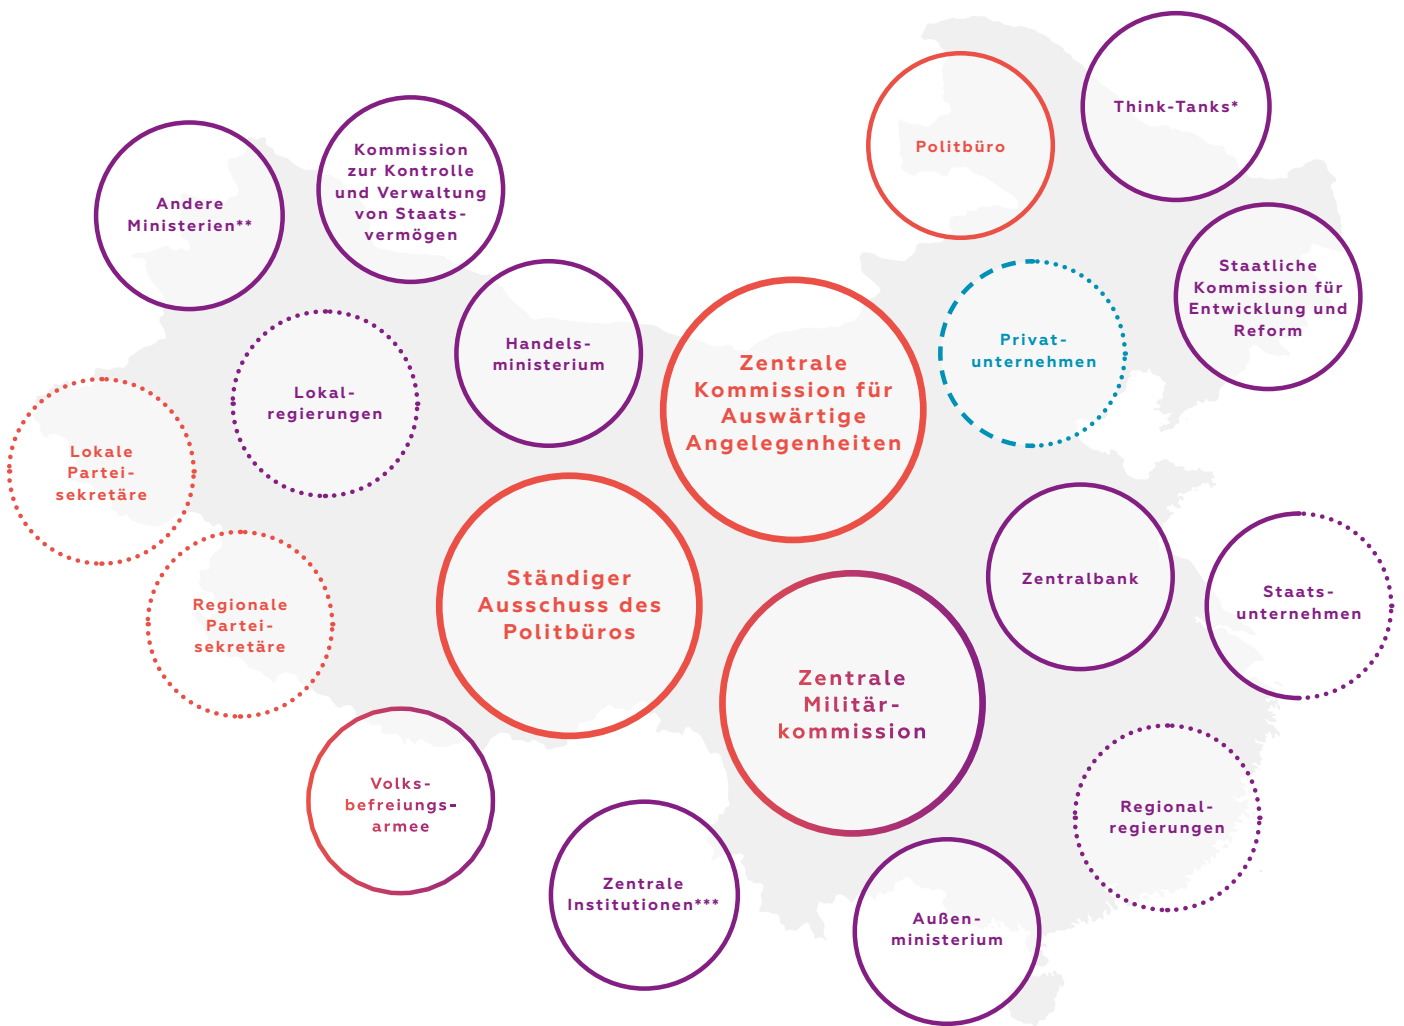 Think-Tanks*
Politbüro
Kommission
zur Kontrolle
und Verwaltung
von Staats-
vermögen
Andere
Ministerien**
Staatliche
Kommission für
Entwicklung und
Reform
Handels-
ministerium
Privat-
unternehmen
Zentrale
Kommission für
Auswärtige
Angelegenheiten
Lokal-
regierungen
Lokale
Partei-
sekretäre
Ständiger
Ausschuss des
Politbüros
Zentralbank
Staats-
unternehmen
Regionale
Partei-
sekretäre
Zentrale
Militär-
kommission
Volks-
befreiungs-
armee
Regional-
regierungen
Zentrale
Institutionen***
Außen-
ministerium